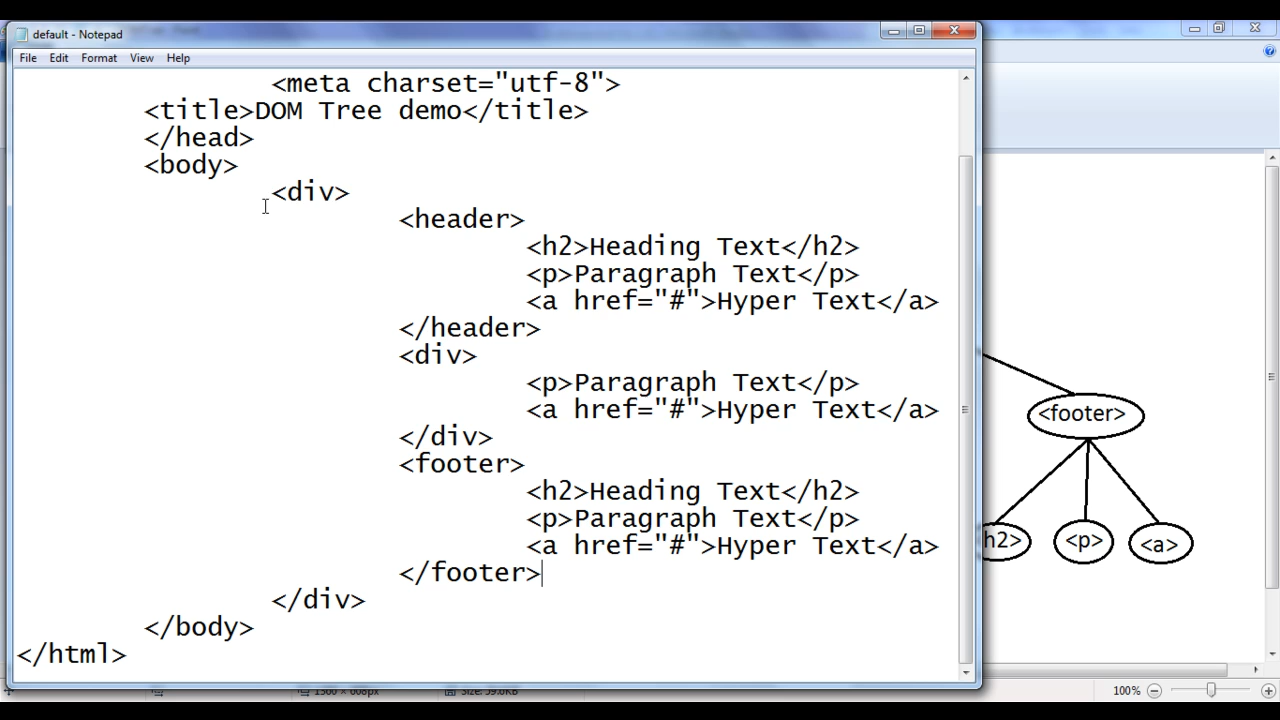 default - Notepad
File Edit Format View Help
<meta charset="utf-8">
<title>DOM Tree demo</title>
</head>
<body>
<div>
<header>
<h2>Heading Text</h2>
<p>Paragraph Text</p>
<a href="#">Hyper Text</a>
</header>
<div>
<p>Paragraph Text</p>
<a href="#">Hyper Text</a>
</div>
<footer>
<h2>Heading Text</h2>
<p>Paragraph Text</p>
<a href="#">Hyper Text</a>
</footer>
</div>
</body>
</html>
<footer>
h2> <p> <a>
100%